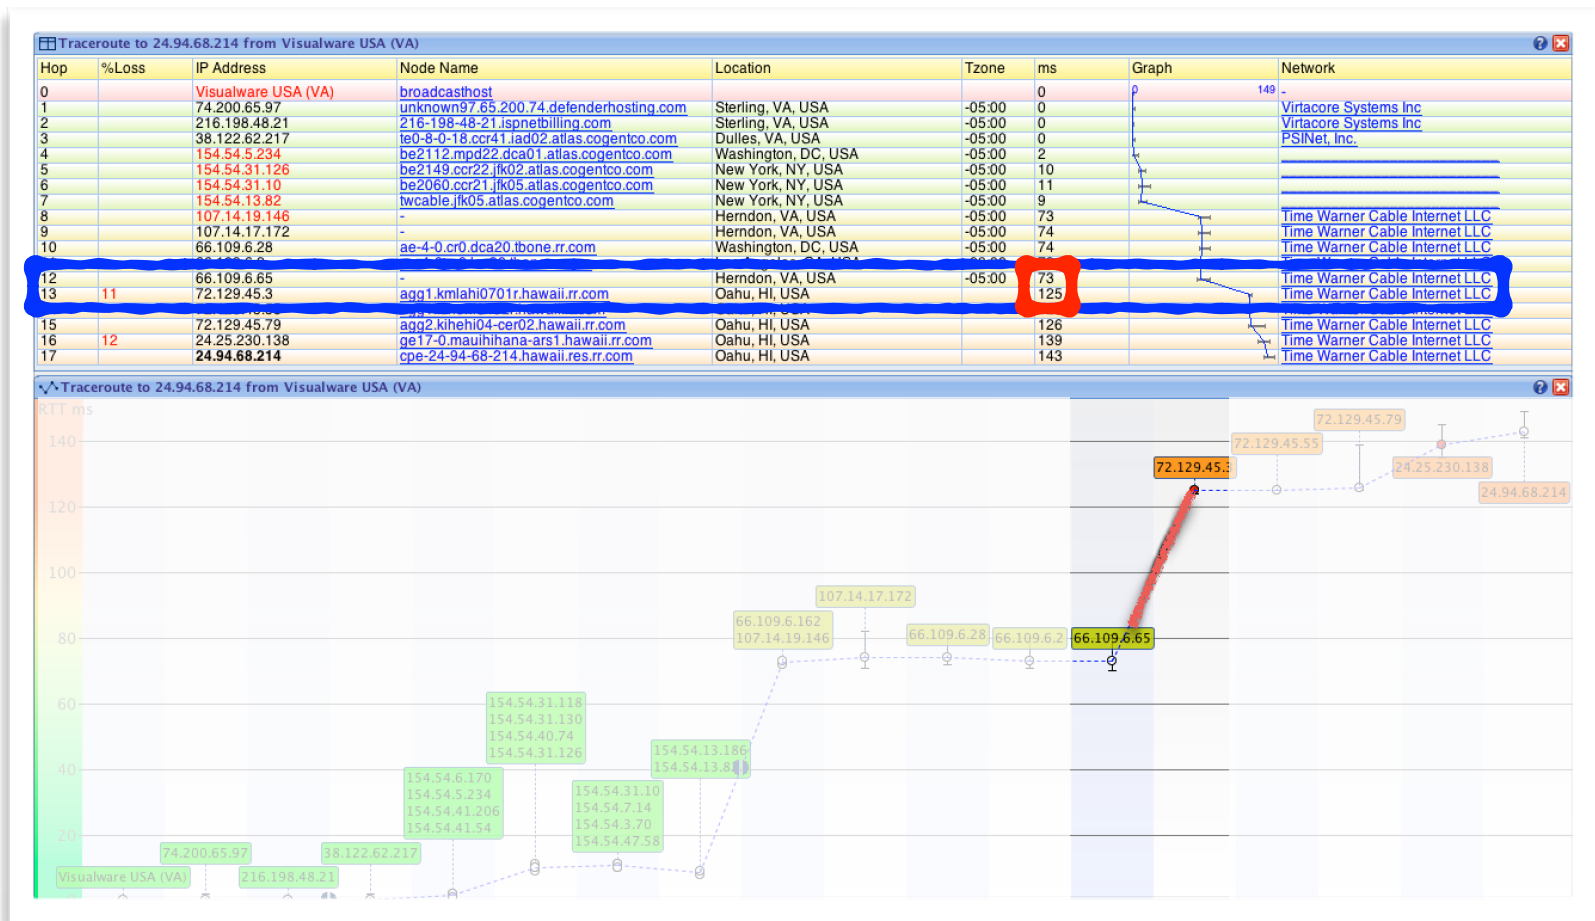 Traceroute to 24.94.68.214 from Visualware USA (VA)
Hop %Loss IP Address Node Name Location Tzone ms Graph Network
0 Visualware USA (VA) broadcasthost 0 0 149 -
1 74.200.65.97 unknown97.65.200.74.defenderhosting.com Sterling, VA, USA -05:00 0 Virtacore Systems Inc
2 216.198.48.21 216-198-48-21.ispnetbilling.com Sterling, VA, USA -05:00 0 Virtacore Systems Inc
3 38.122.62.217 te0-8-0-18.ccr41.iad02.atlas.cogentco.com Dulles, VA, USA -05:00 0 PSINet, Inc.
4 154.54.5.234 be2112.mpd22.dca01.atlas.cogentco.com Washington, DC, USA -05:00 2
5 154.54.31.126 be2149.ccr22.jfk02.atlas.cogentco.com New York, NY, USA -05:00 10
6 154.54.31.10 be2060.ccr21.jfk05.atlas.cogentco.com New York, NY, USA -05:00 11
7 154.54.13.82 twcable.jfk05.atlas.cogentco.com New York, NY, USA -05:00 9
8 107.14.19.146 - Herndon, VA, USA -05:00 73 Time Warner Cable Internet LLC
9 107.14.17.172 - Herndon, VA, USA -05:00 74 Time Warner Cable Internet LLC
10 66.109.6.28 ae-4-0.cr0.dca20.tbone.rr.com Washington, DC, USA -05:00 74 Time Warner Cable Internet LLC
12 66.109.6.65 - Herndon, VA, USA -05:00 73 Time Warner Cable Internet LLC
13 11 72.129.45.3 agg1.kmlahi0701r.hawaii.rr.com Oahu, HI, USA 125 Time Warner Cable Internet LLC
15 72.129.45.79 agg2.kihehi04-cer02.hawaii.rr.com Oahu, HI, USA 126 Time Warner Cable Internet LLC
16 12 24.25.230.138 ge17-0.mauihihana-ars1.hawaii.rr.com Oahu, HI, USA 139 Time Warner Cable Internet LLC
17 24.94.68.214 cpe-24-94-68-214.hawaii.res.rr.com Oahu, HI, USA 143 Time Warner Cable Internet LLC
Traceroute to 24.94.68.214 from Visualware USA (VA)
RTT ms
72.129.45.79
140
72.129.45.55
72.129.45.3
24.25.230.138
24.94.68.214
120
100
107.14.17.172
66.109.6.162
107.14.19.146
66.109.6.28
66.109.6.2
66.109.6.65
80
60
154.54.31.118
154.54.31.130
154.54.40.74
154.54.31.126
154.54.13.186
154.54.13.82
40
154.54.6.170
154.54.5.234
154.54.41.206
154.54.41.54
154.54.31.10
154.54.7.14
154.54.3.70
154.54.47.58
20
74.200.65.97
38.122.62.217
Visualware USA (VA)
216.198.48.21